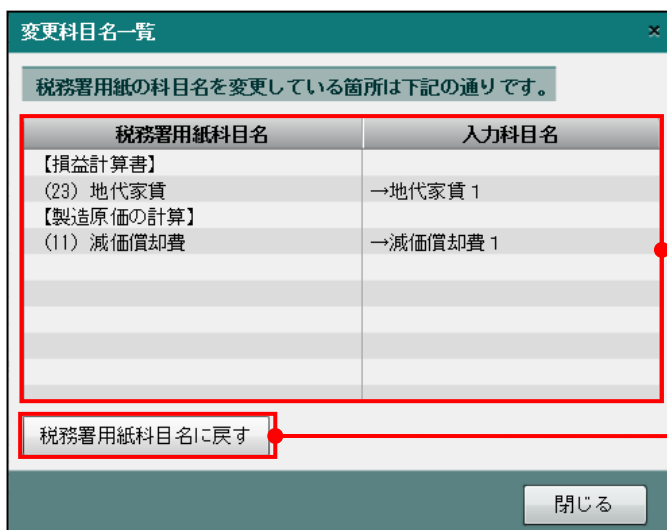 変更科目名一覧
×
税務署用紙の科目名を変更している箇所は下記の通りです。
税務署用紙科目名 入力科目名
【損益計算書】
(23) 地代家賃 →地代家賃1
【製造原価の計算】
(11) 減価償却費 →減価償却費1
税務署用紙科目名に戻す
閉じる